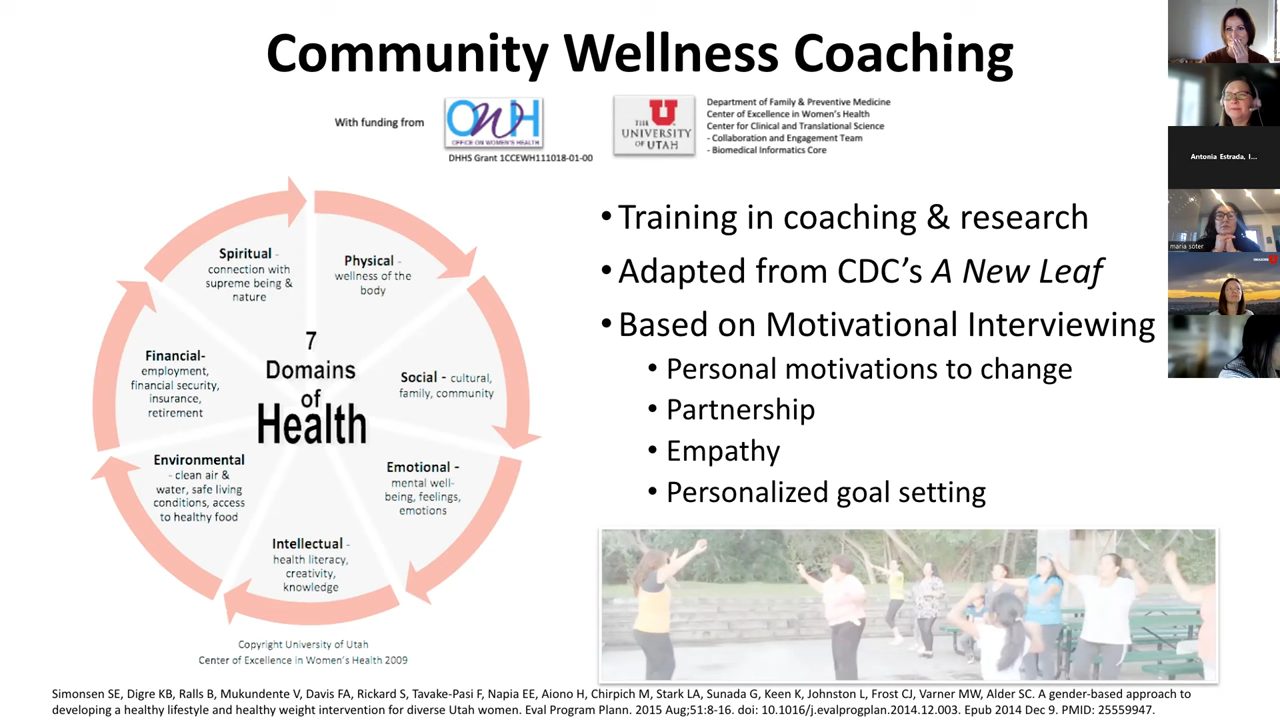 Community Wellness Coaching
With funding from
OWH
OFFICE ON WOMEN'S HEALTH
DHHS Grant 1CCEWH111018-01-00
U
THE
UNIVERSITY
OF UTAH
Department of Family & Preventive Medicine
Center of Excellence in Women's Health
Center for Clinical and Translational Science
- Collaboration and Engagement Team
- Biomedical Informatics Core
Spiritual -
connection with
supreme being &
nature
Physical -
wellness of the
body
Financial-
employment,
financial security,
insurance,
retirement
7
Domains
of
Health
Social - cultural,
family, community
Environmental
- clean air &
water, safe living
conditions, access
to healthy food
Emotional -
mental well-
being, feelings,
emotions
Intellectual -
health literacy,
creativity,
knowledge
Copyright University of Utah
Center of Excellence in Women's Health 2009
• Training in coaching & research
• Adapted from CDC's A New Leaf
• Based on Motivational Interviewing
• Personal motivations to change
• Partnership
• Empathy
• Personalized goal setting
Simonsen SE, Digre KB, Ralls B, Mukundente V, Davis FA, Rickard S, Tavake-Pasi F, Napia EE, Aiono H, Chirpich M, Stark LA, Sunada G, Keen K, Johnston L, Frost CJ, Varner MW, Alder SC. A gender-based approach to
developing a healthy lifestyle and healthy weight intervention for diverse Utah women. Eval Program Plann. 2015 Aug;51:8-16. doi: 10.1016/j.evalprogplan.2014.12.003. Epub 2014 Dec 9. PMID: 25559947.
Antonia Estrada, I...
maria soter